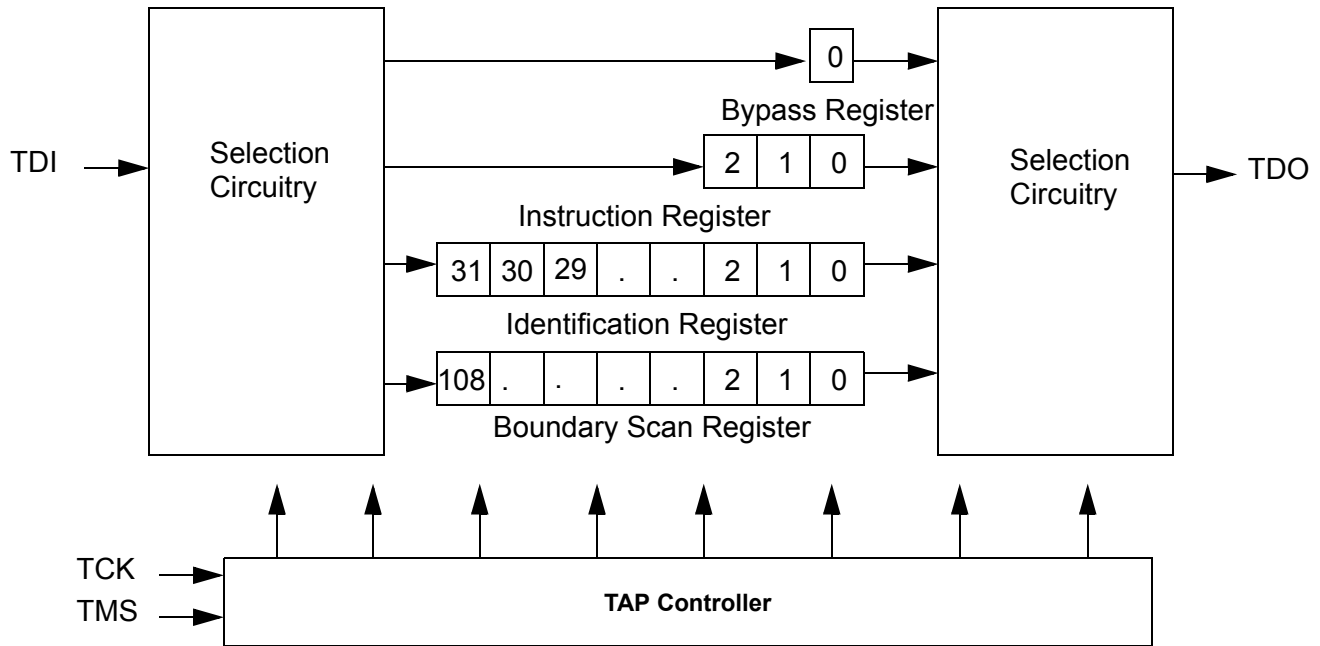 0
Bypass Register
TDI
Selection
Circuitry
2 1 0
Selection
Circuitry
TDO
Instruction Register
31 30 29 . . 2 1 0
Identification Register
108 . . . . 2 1 0
Boundary Scan Register
TCK
TMS
TAP Controller